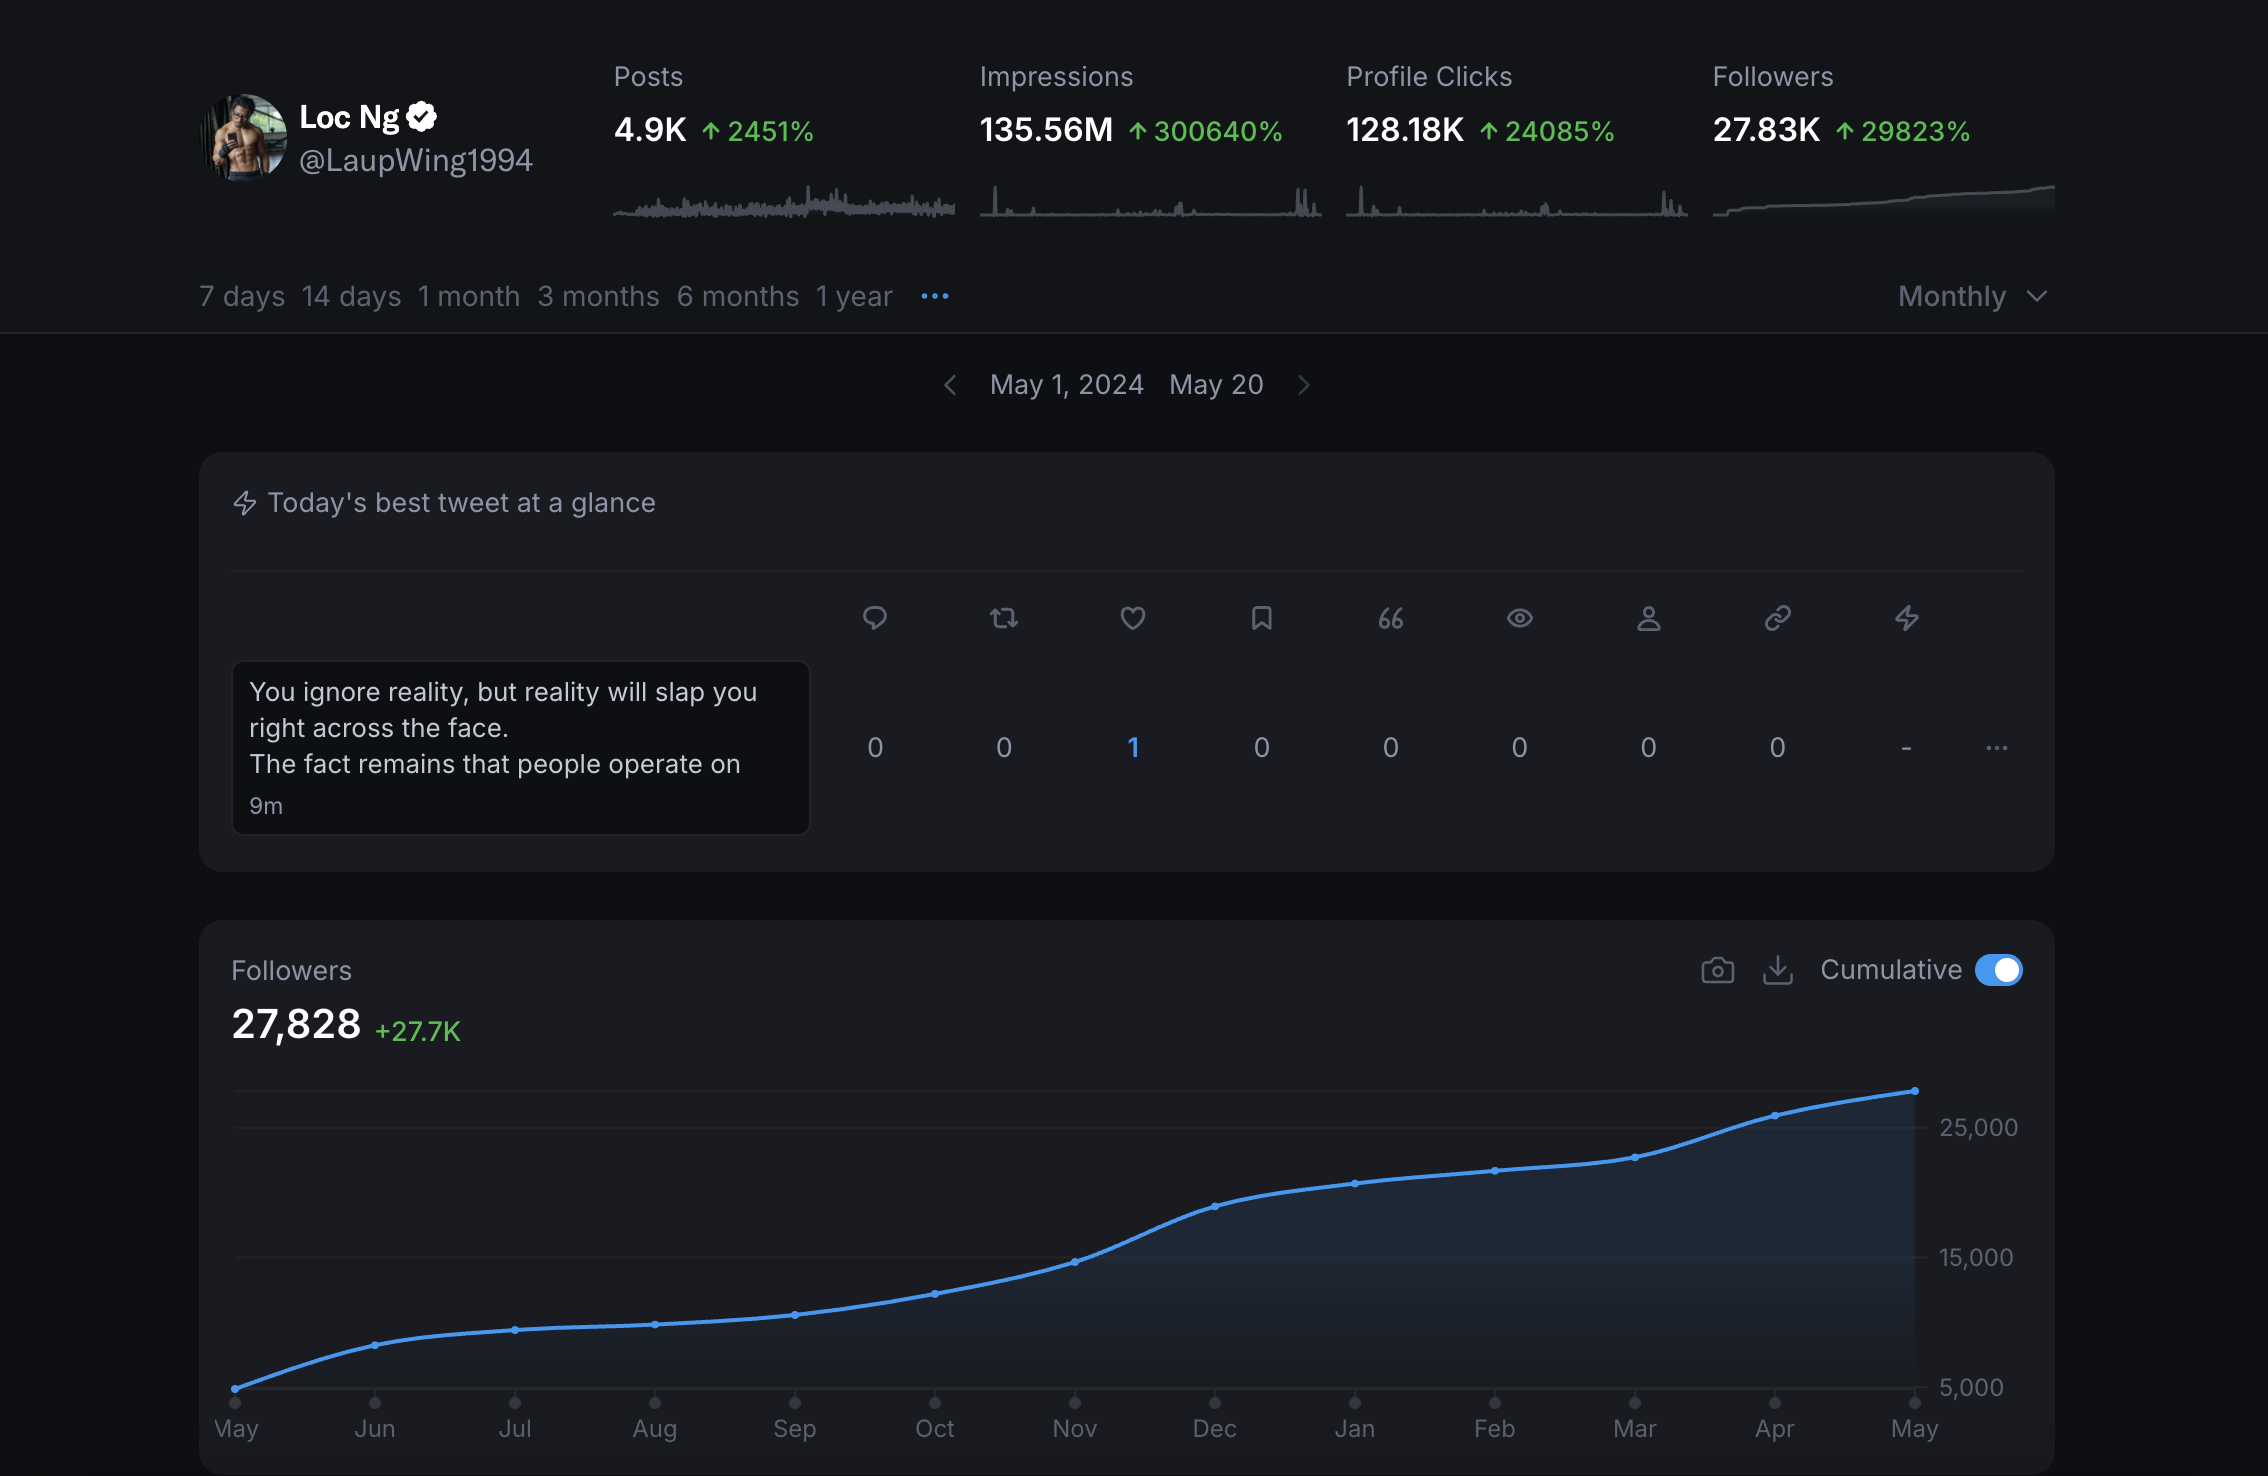 Loc Ng
@LaupWing1994
Posts
4.9K 2451%
Impressions
135.56M 300640%
Profile Clicks
128.18K 24085%
Followers
27.83K 29823%
7 days 14 days 1 month 3 months 6 months 1 year
Monthly
May 1, 2024 May 20
Today's best tweet at a glance
You ignore reality, but reality will slap you
right across the face.
The fact remains that people operate on
9m
0 0 1 0 0 0 0 0 - ...
Followers
27,828 +27.7K
Cumulative
25,000
15,000
5,000
May Jun Jul Aug Sep Oct Nov Dec Jan Feb Mar Apr May